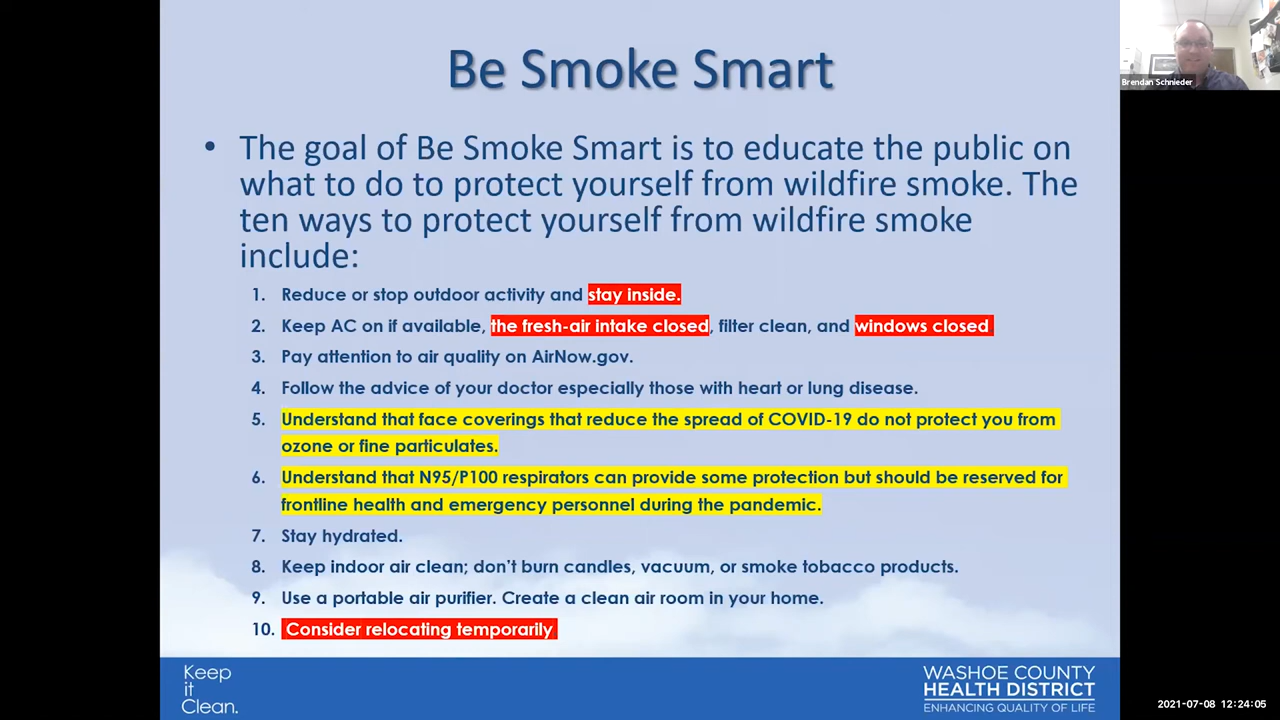 Be Smoke Smart
• The goal of Be Smoke Smart is to educate the public on
what to do to protect yourself from wildfire smoke. The
ten ways to protect yourself from wildfire smoke
include:
1. Reduce or stop outdoor activity and stay inside.
2. Keep AC on if available, the fresh-air intake closed, filter clean, and windows closed
3. Pay attention to air quality on AirNow.gov.
4. Follow the advice of your doctor especially those with heart or lung disease.
5. Understand that face coverings that reduce the spread of COVID-19 do not protect you from
ozone or fine particulates.
6. Understand that N95/P100 respirators can provide some protection but should be reserved for
frontline health and emergency personnel during the pandemic.
7. Stay hydrated.
8. Keep indoor air clean; don't burn candles, vacuum, or smoke tobacco products.
9. Use a portable air purifier. Create a clean air room in your home.
10. Consider relocating temporarily
Keep
it
Clean.
WASHOE COUNTY
HEALTH DISTRICT
ENHANCING QUALITY OF LIFE
Brendan Schnieder
2021-07-08 12:24:05